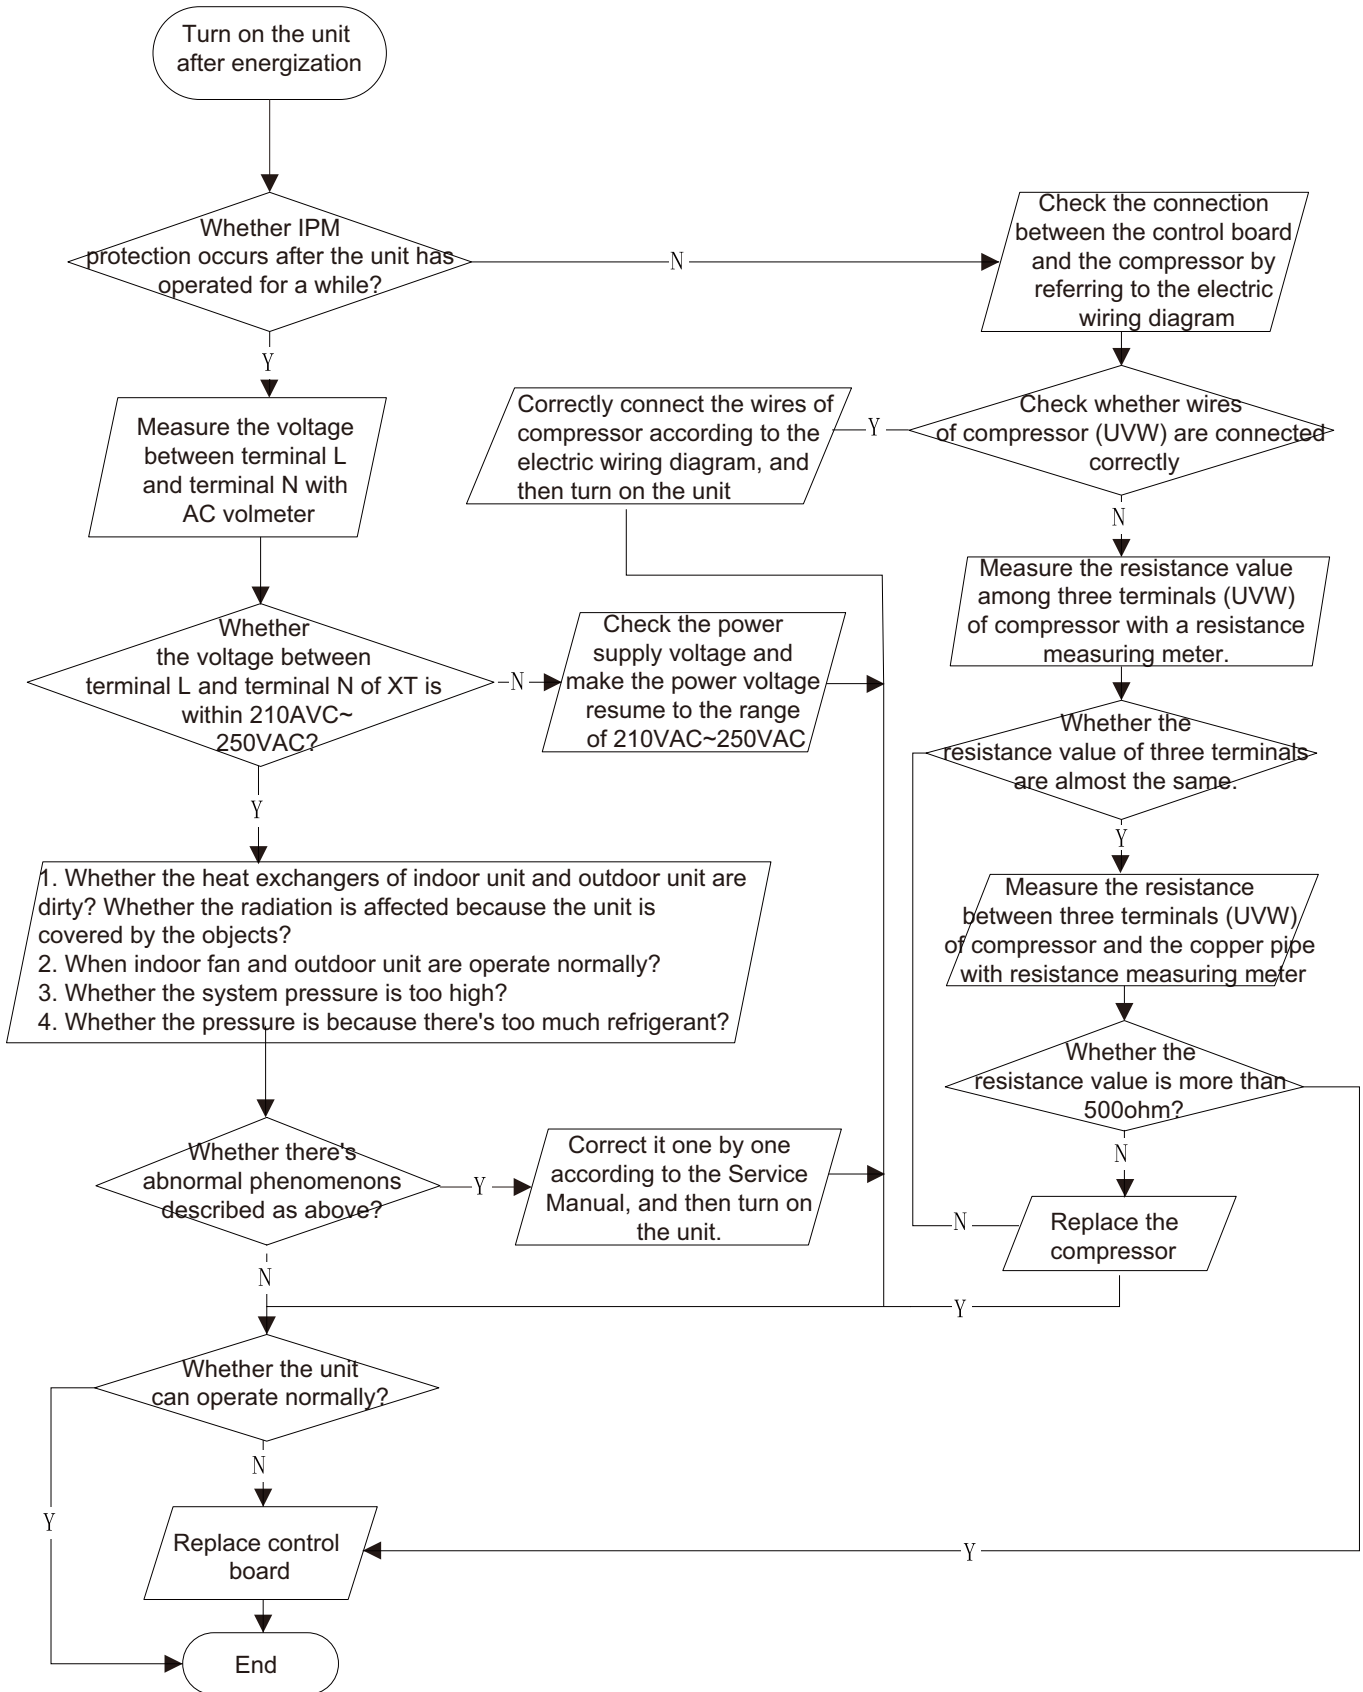 Turn on the unit
after energization
Whether IPM
protection occurs after the unit has
operated for a while?
N
Check the connection
between the control board
and the compressor by
referring to the electric
wiring diagram
Y
Measure the voltage
between terminal L
and terminal N with
AC volmeter
Correctly connect the wires of
compressor according to the
electric wiring diagram, and
then turn on the unit
Y
Check whether wires
of compressor (UVW) are connected
correctly
N
Measure the resistance value
among three terminals (UVW)
of compressor with a resistance
measuring meter.
Whether
the voltage between
terminal L and terminal N of XT is
within 210AVC~
250VAC?
N
Check the power
supply voltage and
make the power voltage
resume to the range
of 210VAC~250VAC
Whether the
resistance value of three terminals
are almost the same.
Y
Y
1. Whether the heat exchangers of indoor unit and outdoor unit are
dirty? Whether the radiation is affected because the unit is
covered by the objects?
2. When indoor fan and outdoor unit are operate normally?
3. Whether the system pressure is too high?
4. Whether the pressure is because there's too much refrigerant?
Measure the resistance
between three terminals (UVW)
of compressor and the copper pipe
with resistance measuring meter
Whether the
resistance value is more than
500ohm?
N
Whether there's
abnormal phenomenons
described as above?
Y
Correct it one by one
according to the Service
Manual, and then turn on
the unit.
N
Replace the
compressor
N
Y
Whether the unit
can operate normally?
N
Y
Replace control
board
Y
End